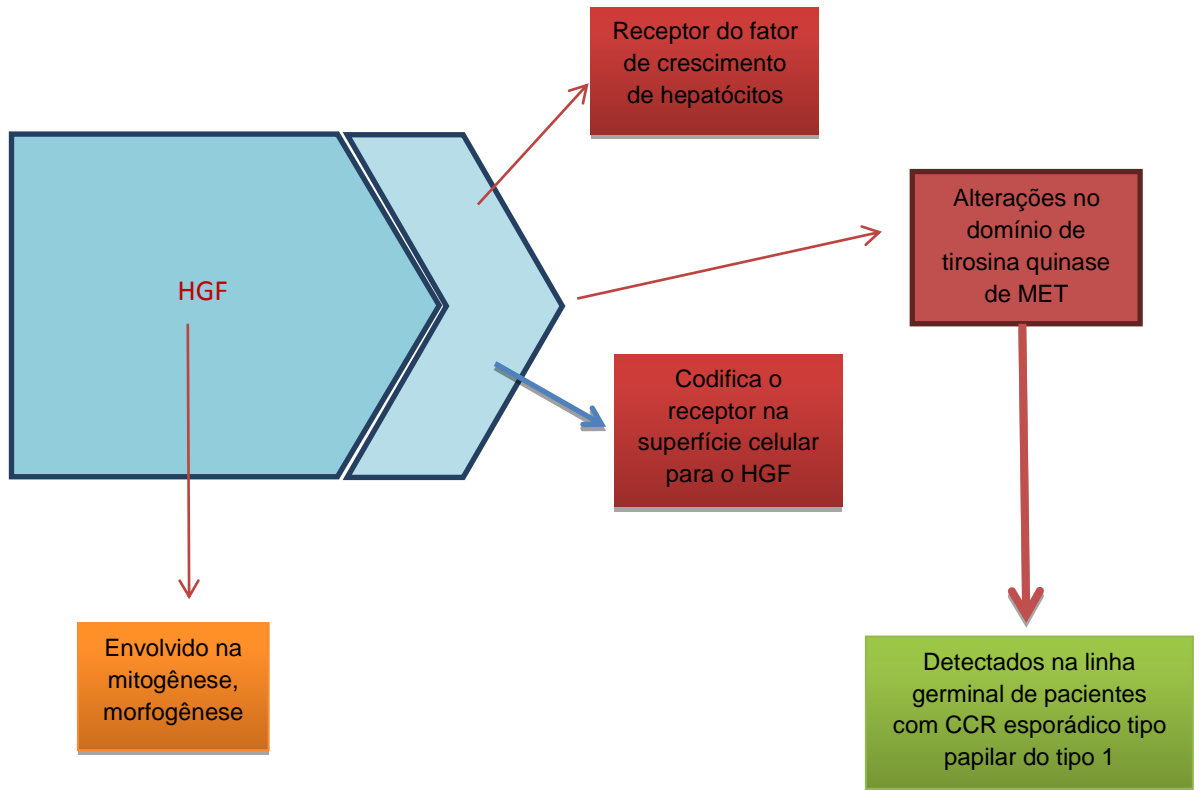 Receptor do fator
de crescimento
de hepatócitos
Alterações no
domínio de
tirosina quinase
de MET
HGF
Codifica o
receptor na
superfície celular
para o HGF
Envolvido na
mitogênese,
morfogênese
Detectados na linha
germinal de pacientes
com CCR esporádico tipo
papilar do tipo 1